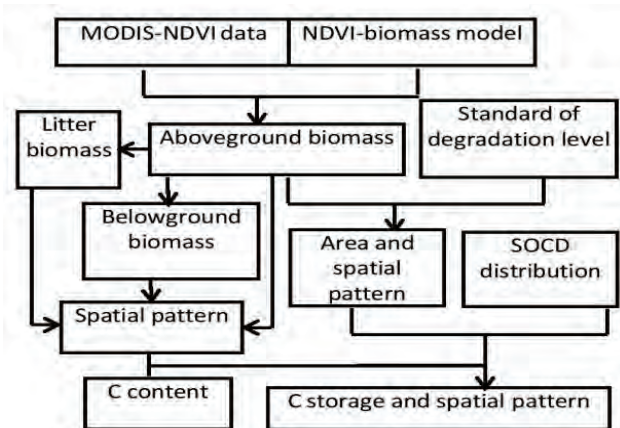 MODIS-NDVI data
NDVI-biomass model
Litter
biomass
Aboveground biomass
Standard of
degradation level
Belowground
biomass
Area and
spatial
pattern
SOCD
distribution
Spatial pattern
C content
C storage and spatial pattern